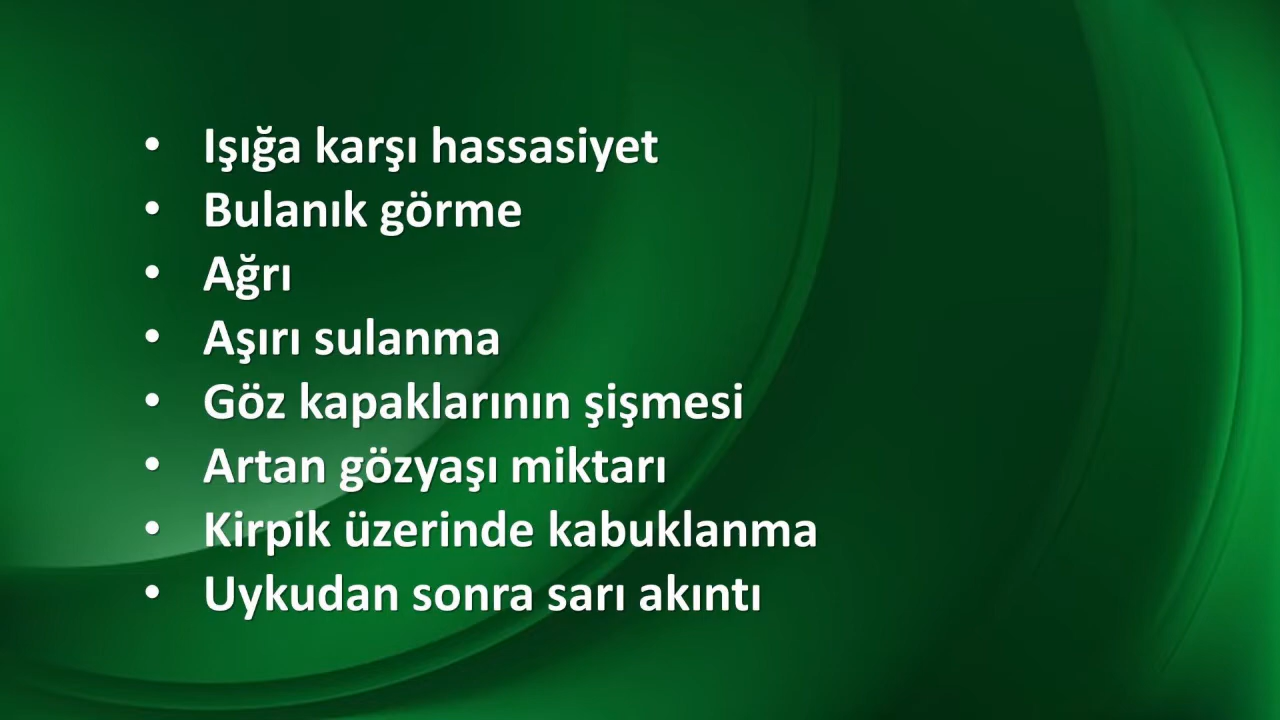 • Işığa karşı hassasiyet
• Bulanık görme
• Ağrı
• Aşırı sulanma
• Göz kapaklarının şişmesi
• Artan gözyaşı miktarı
• Kirpik üzerinde kabuklanma
• Uykudan sonra sarı akıntı